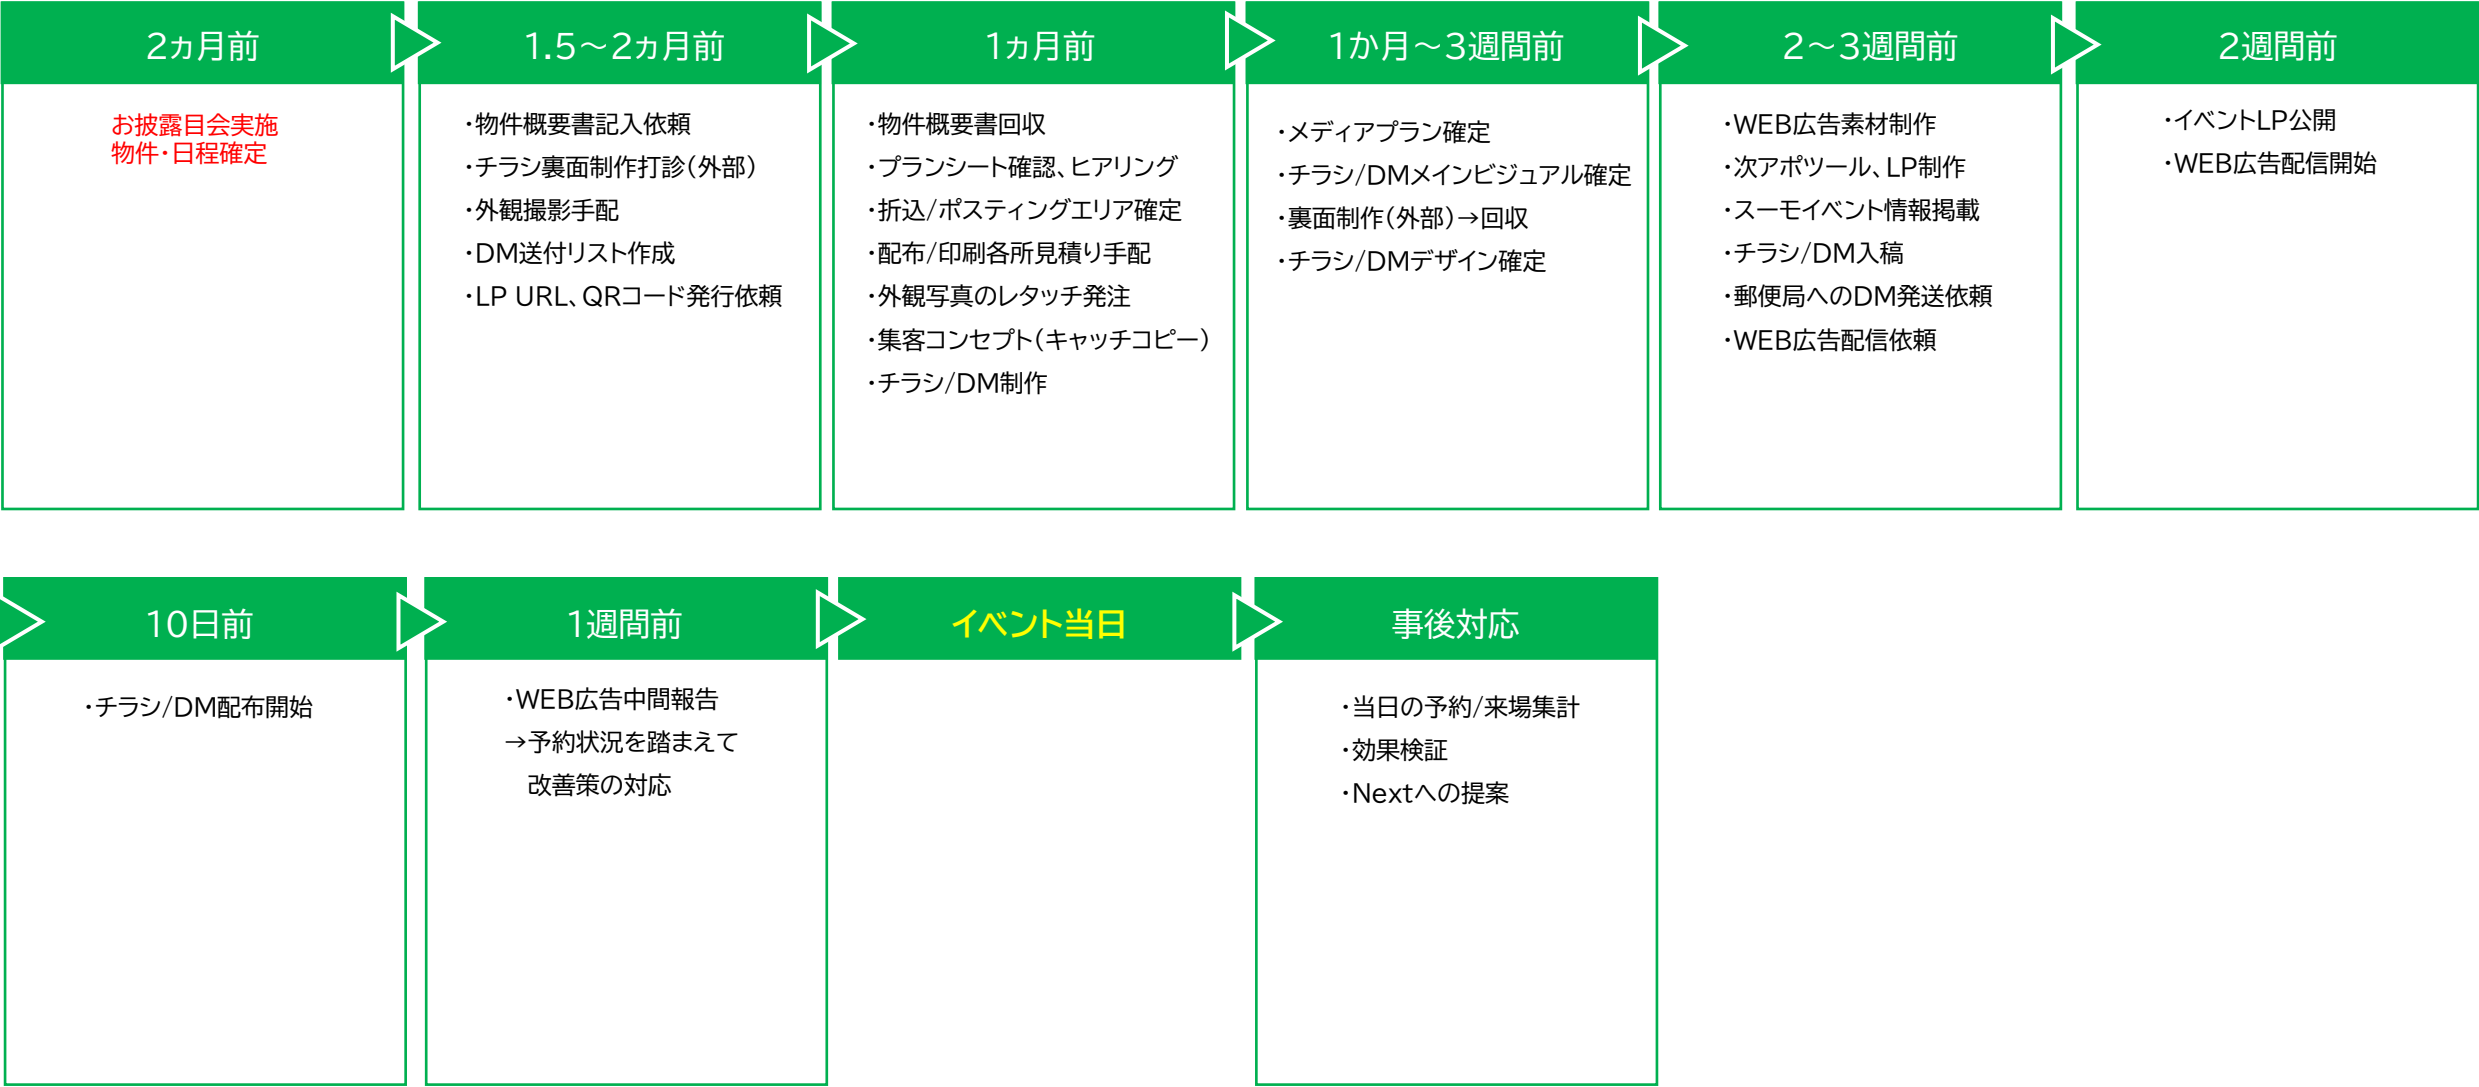 2ヵ月前
お披露目会実施
物件・日程確定
1.5～2ヵ月前
・物件概要書記入依頼
・チラシ裏面制作打診（外部）
・外観撮影手配
・DM送付リスト作成
・LP URL、QRコード発行依頼
1ヵ月前
・物件概要書回収
・プランシート確認、ヒアリング
・折込/ポスティングエリア確定
・配布/印刷各所見積り手配
・外観写真のレタッチ発注
・集客コンセプト（キャッチコピー）
・チラシ/DM制作
1か月～3週間前
・メディアプラン確定
・チラシ/DMメインビジュアル確定
・裏面制作（外部）→回収
・チラシ/DMデザイン確定
2～3週間前
・WEB広告素材制作
・次アポツール、LP制作
・スーモイベント情報掲載
・チラシ/DM入稿
・郵便局へのDM発送依頼
・WEB広告配信依頼
2週間前
・イベントLP公開
・WEB広告配信開始
10日前
・チラシ/DM配布開始
1週間前
・WEB広告中間報告
→予約状況を踏まえて
改善策の対応
イベント当日
事後対応
・当日の予約/来場集計
・効果検証
・Nextへの提案